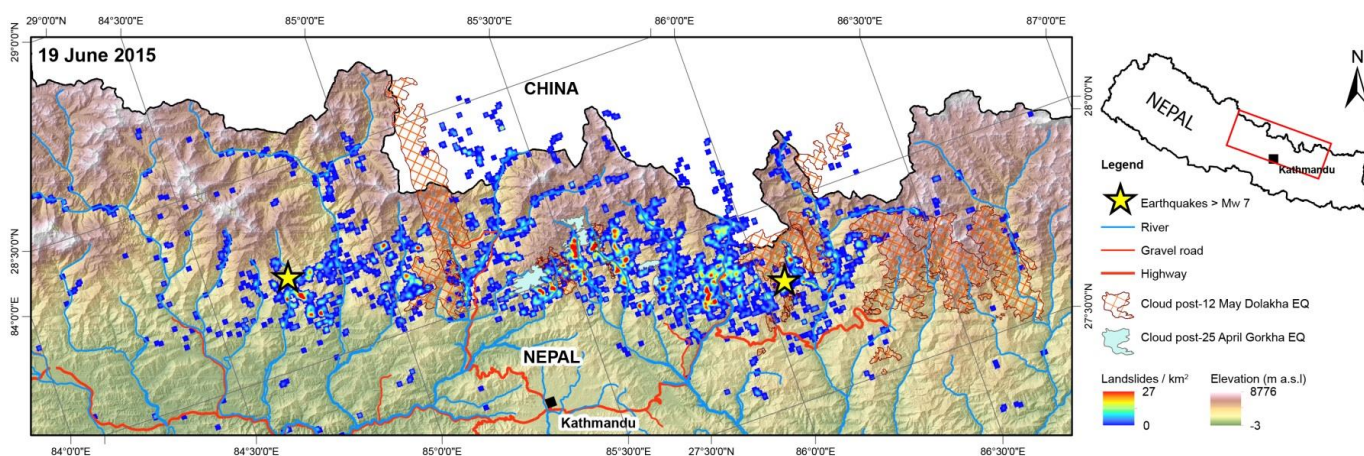 29°0'0"N 84°30'0"E 85°0'0"E 85°30'0"E 86°0'0"E 86°30'0"E 87°0'0"E
29°0'0"N
19 June 2015
CHINA
28°0'0"N
28°30'0"N
84°0'0"E
27°30'0"N
NEPAL
Kathmandu
84°0'0"E 84°30'0"E 85°0'0"E 85°30'0"E 27°30'0"N 86°0'0"E 86°30'0"E
N
NEPAL
Kathmandu
Legend
Earthquakes > Mw 7
River
Gravel road
Highway
Cloud post-12 May Dolakha EQ
Cloud post-25 April Gorkha EQ
Landslides / km² Elevation (m a.s.l)
27 8776
0 -3